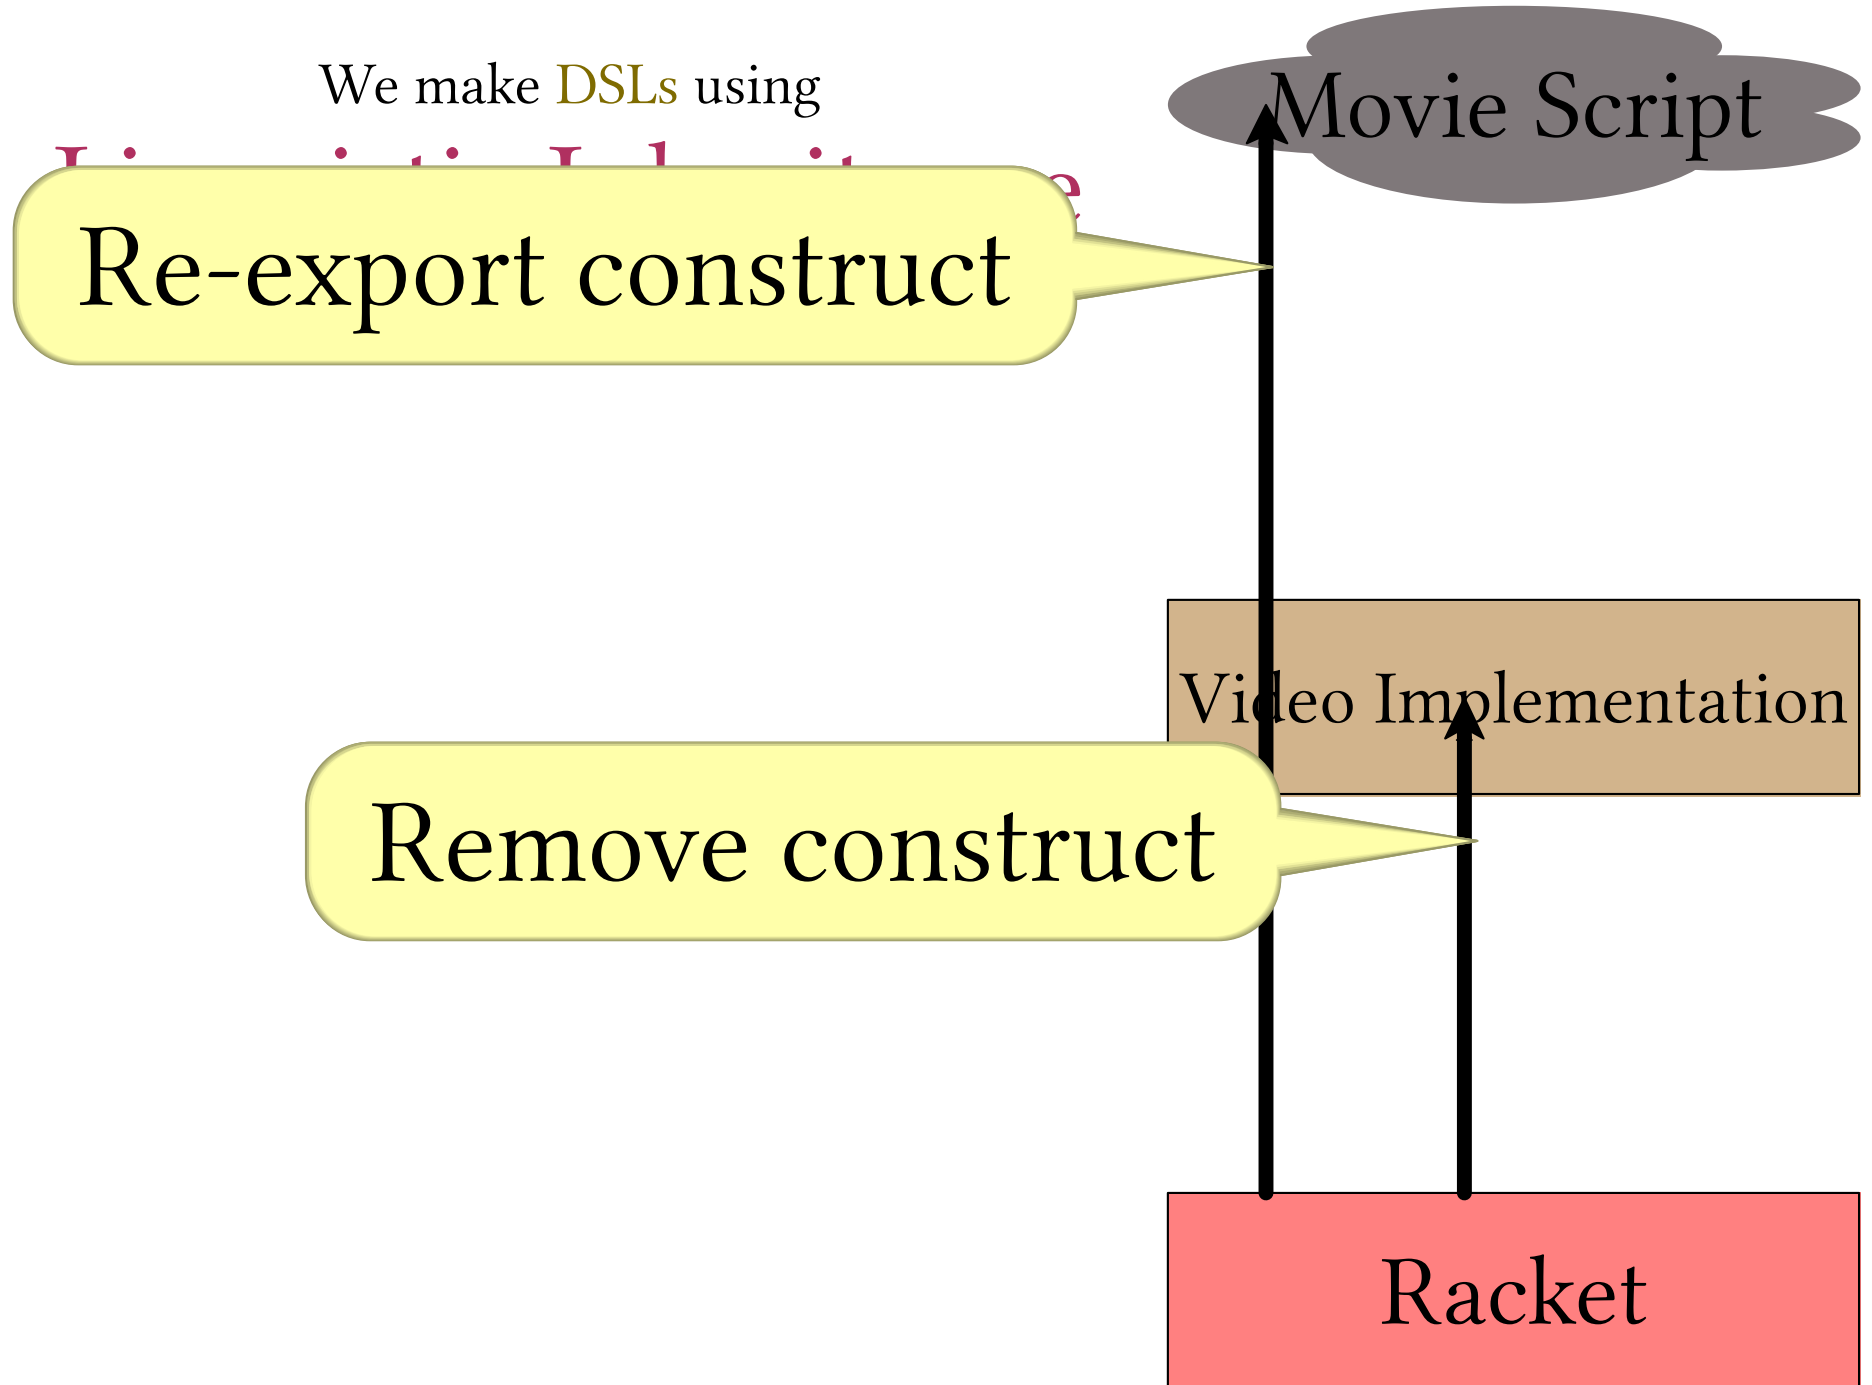 We make DSLs using
Movie Script
Re-export construct
Video Implementation
Remove construct
Racket